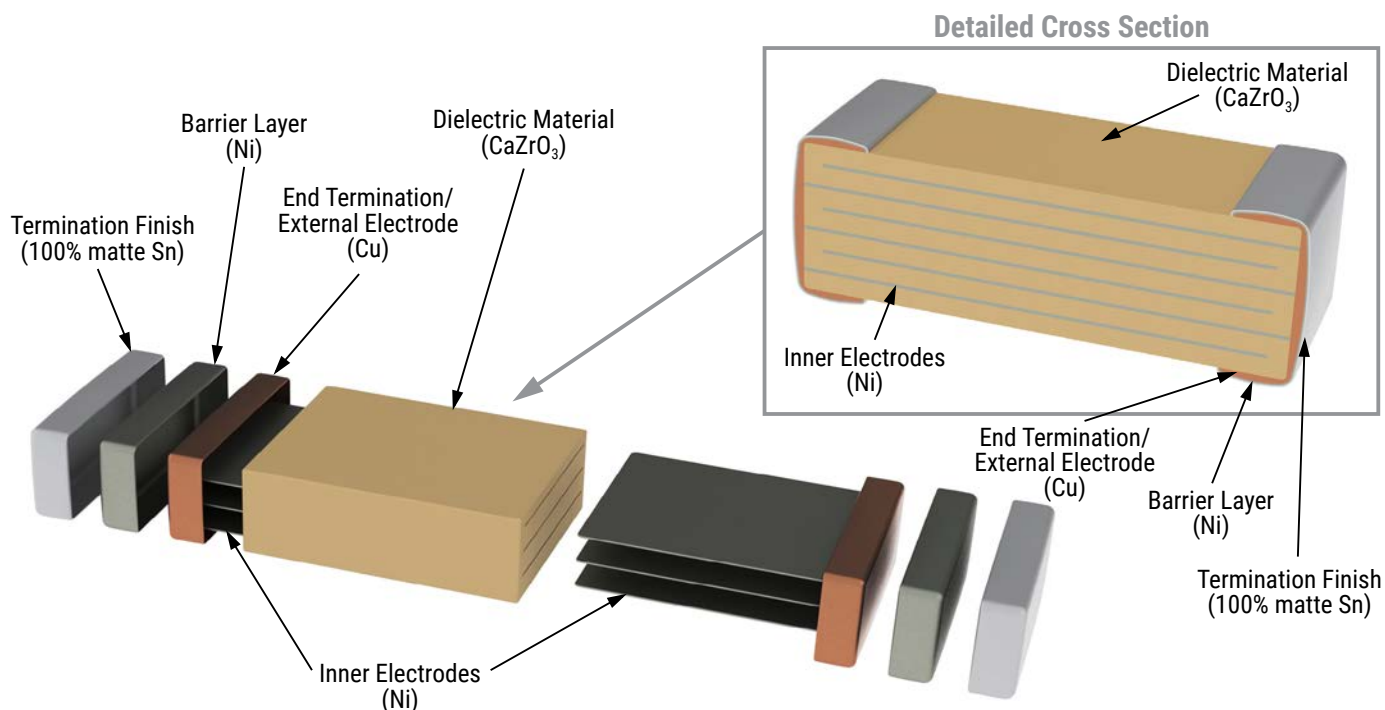 Detailed Cross Section
Dielectric Material
(CaZrO₃)
Barrier Layer
(Ni)
Dielectric Material
(CaZrO₃)
End Termination/
External Electrode
(Cu)
Termination Finish
(100% matte Sn)
Inner Electrodes
(Ni)
End Termination/
External Electrode
(Cu)
Barrier Layer
(Ni)
Termination Finish
(100% matte Sn)
Inner Electrodes
(Ni)